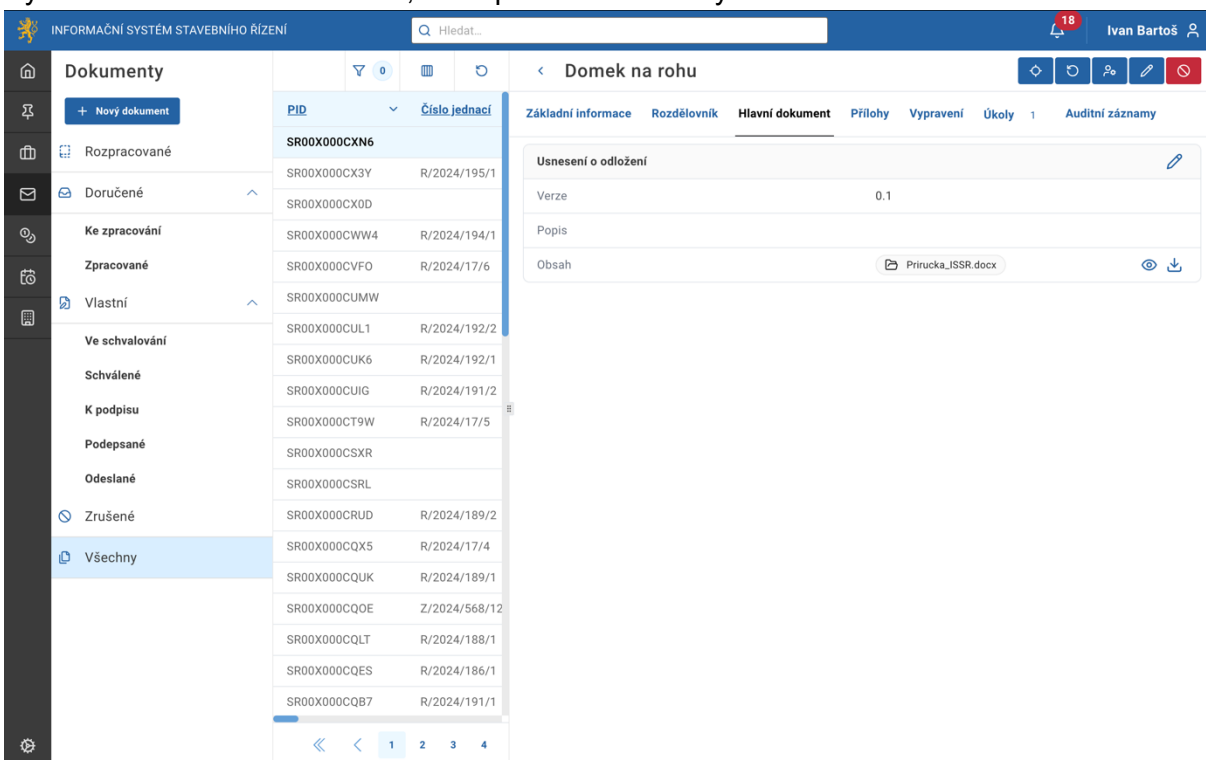 INFORMAČNÍ SYSTÉM STAVEBNÍHO ŘÍZENÍ
Hledat...
18
Ivan Bartoš
Dokumenty
0
Domek na rohu
+ Nový dokument
PID
Číslo jednací
Základní informace Rozdělovník Hlavní dokument Přílohy Vypravení Úkoly 1 Auditní záznamy
Rozpracované
Doručené
Ke zpracování
Zpracované
Vlastní
Ve schvalování
Schválené
K podpisu
Podepsané
Odeslané
Zrušené
Všechny
SR00X000CXN6
SR00X000CX3Y R/2024/195/1
SR00X000CX0D
SR00X000CWW4 R/2024/194/1
SR00X000CVFO R/2024/17/6
SR00X000CUMW
SR00X000CUL1 R/2024/192/2
SR00X000CUK6 R/2024/192/1
SR00X000CUIG R/2024/191/2
SR00X000CT9W R/2024/17/5
SR00X000CSXR
SR00X000CSRL
SR00X000CRUD R/2024/189/2
SR00X000CQX5 R/2024/17/4
SR00X000CQUK R/2024/189/1
SR00X000CQOE Z/2024/568/12
SR00X000CQLT R/2024/188/1
SR00X000CQES R/2024/186/1
SR00X000CQB7 R/2024/191/1
1 2 3 4
Usnesení o odložení
Verze 0.1
Popis
Obsah Prirucka_ISSR.docx